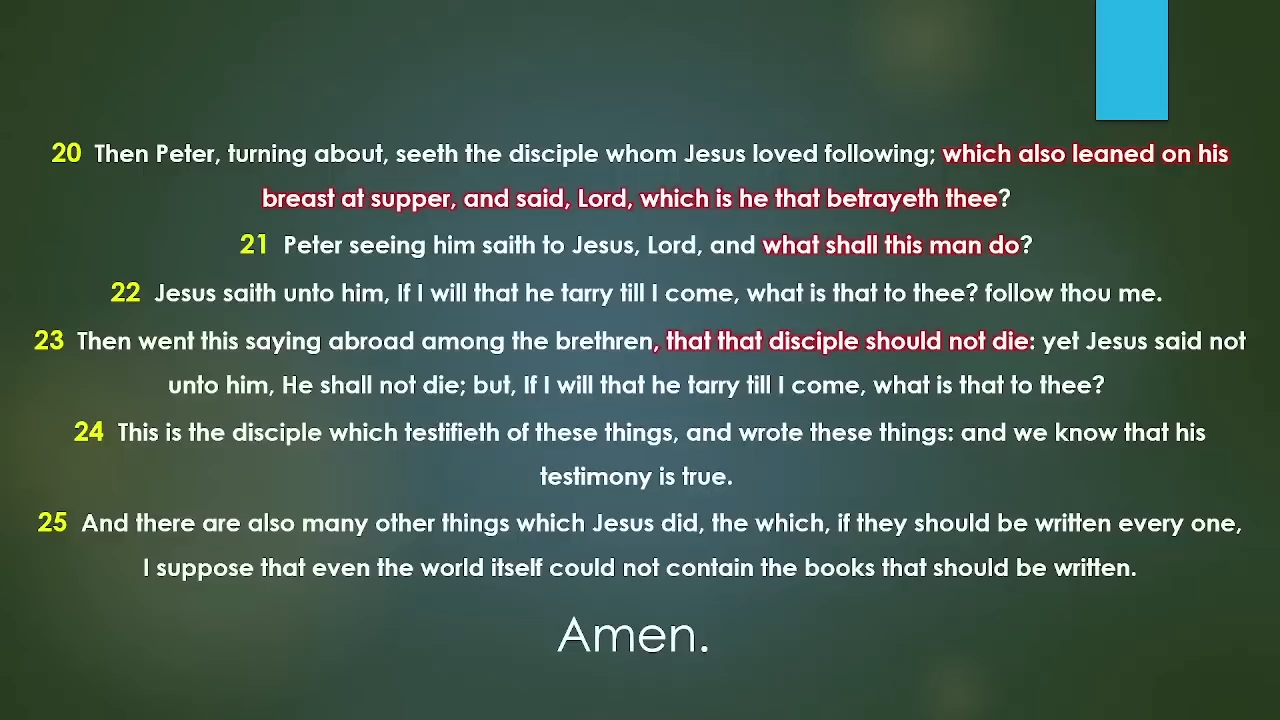 20 Then Peter, turning about, seeth the disciple whom Jesus loved following; which also leaned on his
breast at supper, and said, Lord, which is he that betrayeth thee?
21 Peter seeing him saith to Jesus, Lord, and what shall this man do?
22 Jesus saith unto him, If I will that he tarry till I come, what is that to thee? follow thou me.
23 Then went this saying abroad among the brethren, that that disciple should not die: yet Jesus said not
unto him, He shall not die; but, If I will that he tarry till I come, what is that to thee?
24 This is the disciple which testifieth of these things, and wrote these things: and we know that his
testimony is true.
25 And there are also many other things which Jesus did, the which, if they should be written every one,
I suppose that even the world itself could not contain the books that should be written.
Amen.